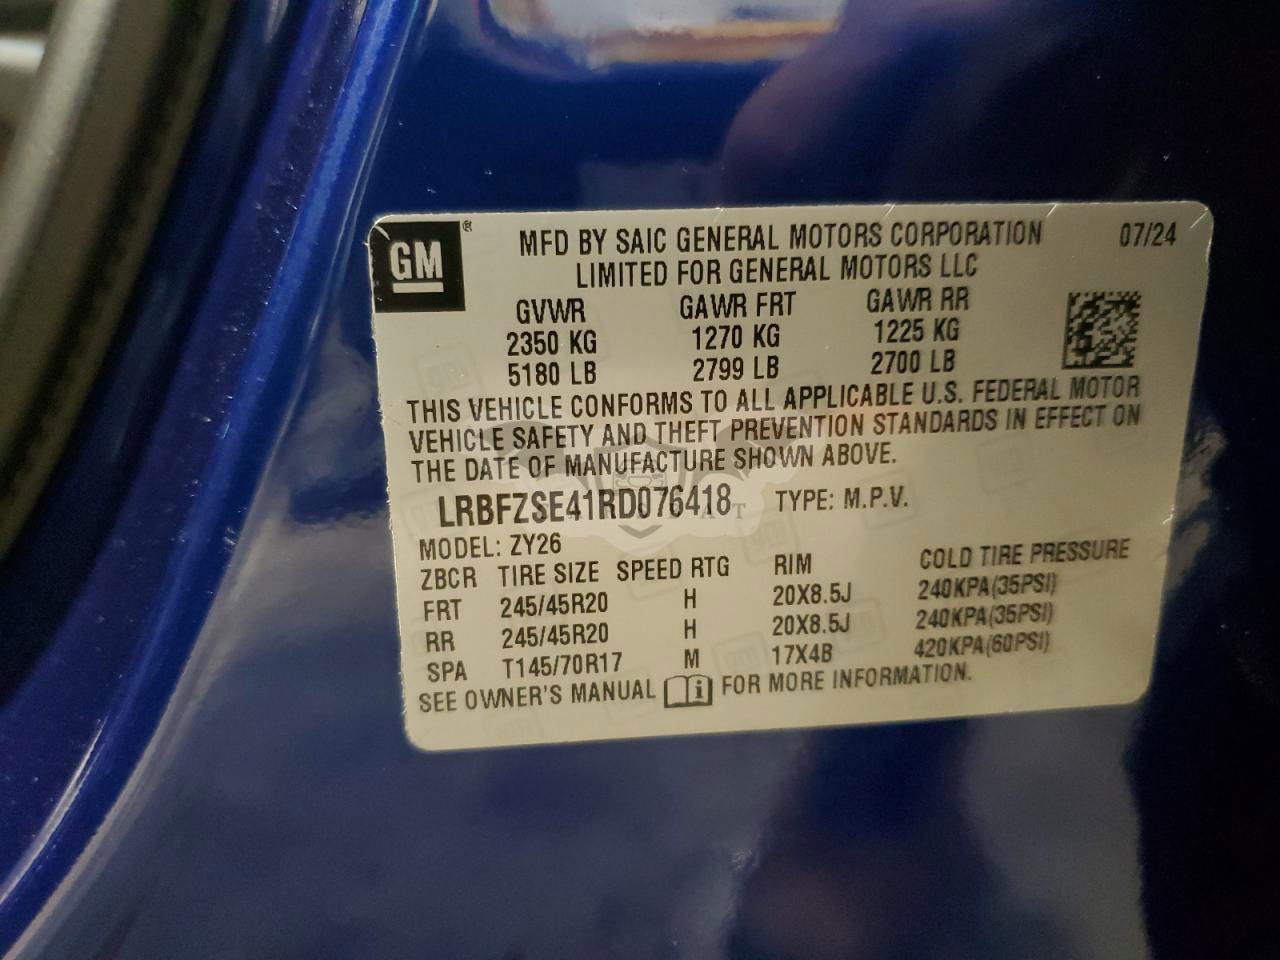 GM®
MFD BY SAIC GENERAL MOTORS CORPORATION 07/24
LIMITED FOR GENERAL MOTORS LLC
GVWR GAWR FRT GAWR RR
2350 KG 1270 KG 1225 KG
5180 LB 2799 LB 2700 LB
THIS VEHICLE CONFORMS TO ALL APPLICABLE U.S. FEDERAL MOTOR
VEHICLE SAFETY AND THEFT PREVENTION STANDARDS IN EFFECT ON
THE DATE OF MANUFACTURE SHOWN ABOVE.
LRBFZSE41RD076418 TYPE: M.P.V.
MODEL: ZY26
ZBCR TIRE SIZE SPEED RTG RIM COLD TIRE PRESSURE
FRT 245/45R20 H 20X8.5J 240KPA(35PSI)
RR 245/45R20 H 20X8.5J 240KPA(35PSI)
SPA T145/70R17 M 17X4B 420KPA(60PSI)
SEE OWNER'S MANUAL i FOR MORE INFORMATION.